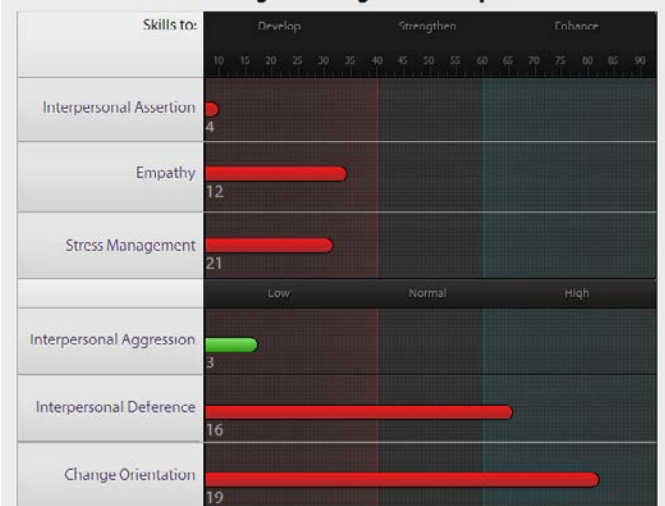 Skills to: Develop Strengthen Enhance
10 15 20 25 30 35 40 45 50 55 60 65 70 75 80 85 90
Interpersonal Assertion
4
Empathy
12
Stress Management
21
Low Normal High
Interpersonal Aggression
3
Interpersonal Deference
16
Change Orientation
19